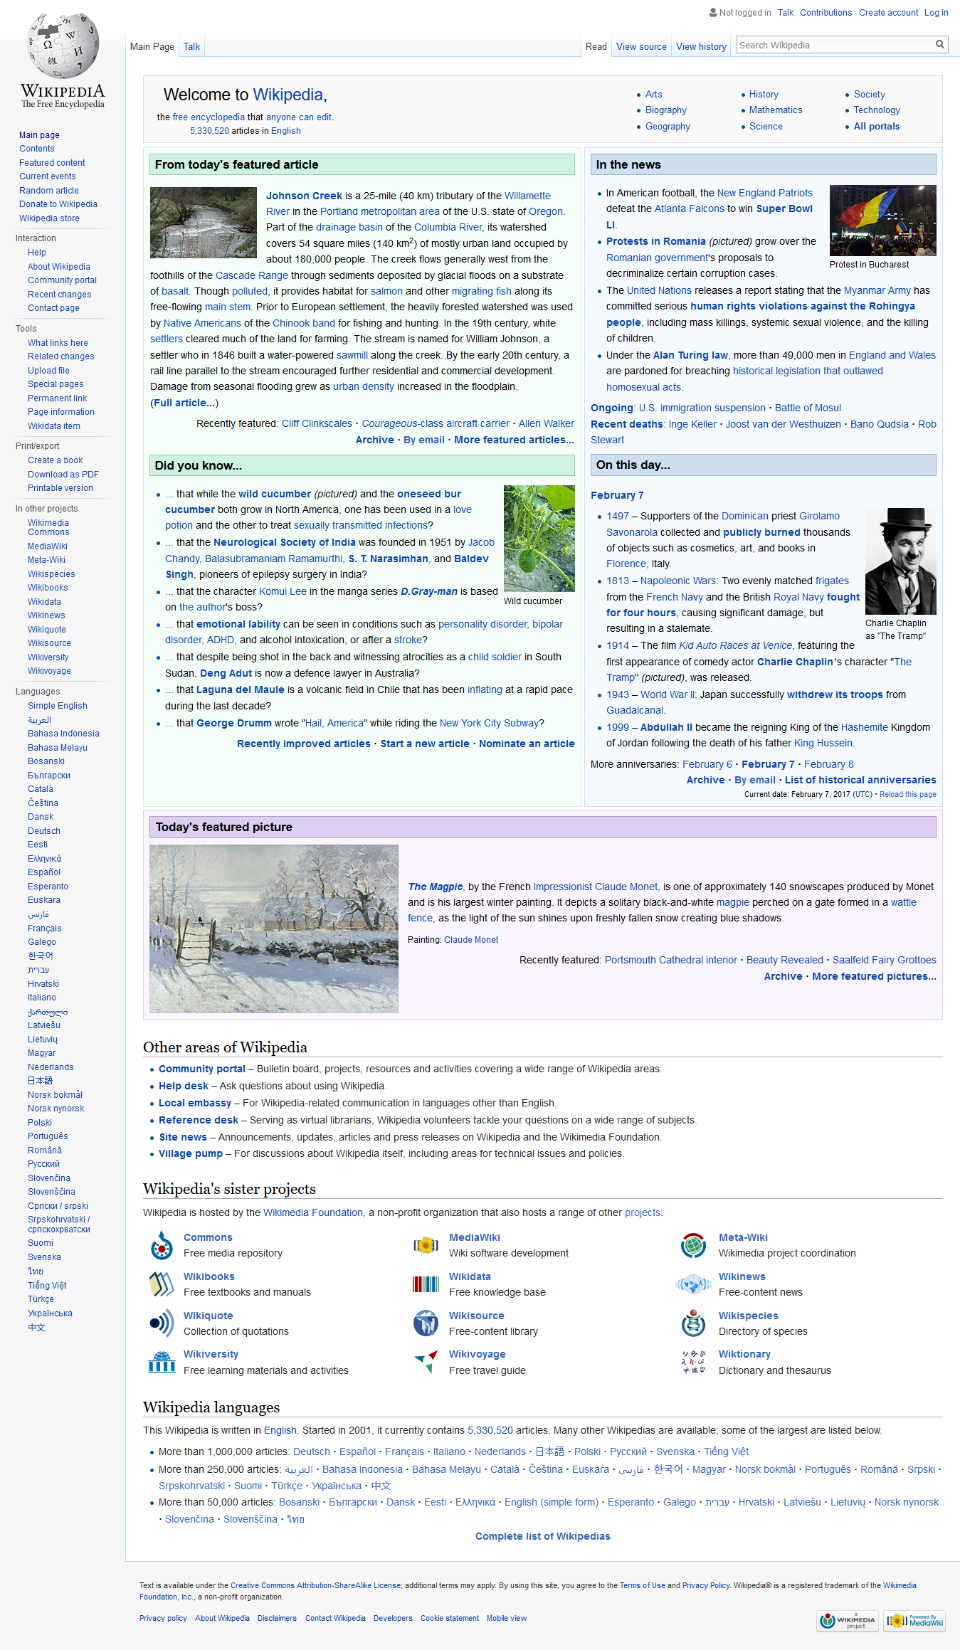 Not logged in Talk Contributions Create account Log in
Main Page Talk
Read View source View history Search Wikipedia
WIKIPEDIA
The Free Encyclopedia
Main page
Contents
Featured content
Current events
Random article
Donate to Wikipedia
Wikipedia store
Interaction
Help
About Wikipedia
Community portal
Recent changes
Contact page
Tools
What links here
Related changes
Upload file
Special pages
Permanent link
Page information
Wikidata item
Print/export
Create a book
Download as PDF
Printable version
In other projects
Wikimedia
Commons
MediaWiki
Meta-Wiki
Wikispecies
Wikibooks
Wikidata
Wikinews
Wikiquote
Wikisource
Wikiversity
Wikivoyage
Languages
Simple English
العربية
Bahasa Indonesia
Bahasa Melayu
Bosanski
Български
Català
Čeština
Dansk
Deutsch
Eesti
Ελληνικά
Español
Esperanto
Euskara
فارسی
Français
Galego
한국어
עברית
Hrvatski
Italiano
ქართული
Latviešu
Lietuvių
Magyar
Nederlands
日本語
Norsk bokmål
Norsk nynorsk
Polski
Português
Română
Русский
Slovenčina
Slovenščina
Српски / srpski
Srpskohrvatski /
српскохрватски
Suomi
Svenska
ไทย
Tiếng Việt
Türkçe
Українська
中文
Welcome to Wikipedia,
the free encyclopedia that anyone can edit.
5,330,520 articles in English
Arts
Biography
Geography
History
Mathematics
Science
Society
Technology
All portals
From today's featured article
Johnson Creek is a 25-mile (40 km) tributary of the Willamette
River in the Portland metropolitan area of the U.S. state of Oregon.
Part of the drainage basin of the Columbia River, its watershed
covers 54 square miles (140 km²) of mostly urban land occupied by
about 180,000 people. The creek flows generally west from the
foothills of the Cascade Range through sediments deposited by glacial floods on a substrate
of basalt. Though polluted, it provides habitat for salmon and other migrating fish along its
free-flowing main stem. Prior to European settlement, the heavily forested watershed was used
by Native Americans of the Chinook band for fishing and hunting. In the 19th century, white
settlers cleared much of the land for farming. The stream is named for William Johnson, a
settler who in 1846 built a water-powered sawmill along the creek. By the early 20th century, a
rail line parallel to the stream encouraged further residential and commercial development.
Damage from seasonal flooding grew as urban density increased in the floodplain.
(Full article...)
Recently featured: Cliff Clinkscales · Courageous-class aircraft carrier · Allen Walker
Archive · By email · More featured articles...
Did you know...
... that while the wild cucumber (pictured) and the oneseed bur
cucumber both grow in North America, one has been used in a love
potion and the other to treat sexually transmitted infections?
... that the Neurological Society of India was founded in 1951 by Jacob
Chandy, Balasubramaniam Ramamurthi, S. T. Narasimhan, and Baldev
Singh, pioneers of epilepsy surgery in India?
... that the character Komui Lee in the manga series D.Gray-man is based
on the author's boss?
Wild cucumber
... that emotional lability can be seen in conditions such as personality disorder, bipolar
disorder, ADHD, and alcohol intoxication, or after a stroke?
... that despite being shot in the back and witnessing atrocities as a child soldier in South
Sudan, Deng Adut is now a defence lawyer in Australia?
... that Laguna del Maule is a volcanic field in Chile that has been inflating at a rapid pace
during the last decade?
... that George Drumm wrote "Hail, America" while riding the New York City Subway?
Recently improved articles · Start a new article · Nominate an article
In the news
In American football, the New England Patriots
defeat the Atlanta Falcons to win Super Bowl
LI.
Protests in Romania (pictured) grow over the
Romanian government's proposals to
decriminalize certain corruption cases.
Protest in Bucharest
The United Nations releases a report stating that the Myanmar Army has
committed serious human rights violations against the Rohingya
people, including mass killings, systemic sexual violence, and the killing
of children.
Under the Alan Turing law, more than 49,000 men in England and Wales
are pardoned for breaching historical legislation that outlawed
homosexual acts.
Ongoing: U.S. immigration suspension · Battle of Mosul
Recent deaths: Inge Keller · Joost van der Westhuizen · Bano Qudsia · Rob
Stewart
On this day...
February 7
1497 – Supporters of the Dominican priest Girolamo
Savonarola collected and publicly burned thousands
of objects such as cosmetics, art, and books in
Florence, Italy.
1813 – Napoleonic Wars: Two evenly matched frigates
from the French Navy and the British Royal Navy fought
for four hours, causing significant damage, but
resulting in a stalemate.
Charlie Chaplin
as "The Tramp"
1914 – The film Kid Auto Races at Venice, featuring the
first appearance of comedy actor Charlie Chaplin's character "The
Tramp" (pictured), was released.
1943 – World War II: Japan successfully withdrew its troops from
Guadalcanal.
1999 – Abdullah II became the reigning King of the Hashemite Kingdom
of Jordan following the death of his father King Hussein.
More anniversaries: February 6 · February 7 · February 8
Archive · By email · List of historical anniversaries
Current date: February 7, 2017 (UTC) • Reload this page
Today's featured picture
The Magpie, by the French Impressionist Claude Monet, is one of approximately 140 snowscapes produced by Monet
and is his largest winter painting. It depicts a solitary black-and-white magpie perched on a gate formed in a wattle
fence, as the light of the sun shines upon freshly fallen snow creating blue shadows.
Painting: Claude Monet
Recently featured: Portsmouth Cathedral interior · Beauty Revealed · Saalfeld Fairy Grottoes
Archive · More featured pictures...
Other areas of Wikipedia
Community portal – Bulletin board, projects, resources and activities covering a wide range of Wikipedia areas.
Help desk – Ask questions about using Wikipedia.
Local embassy – For Wikipedia-related communication in languages other than English.
Reference desk – Serving as virtual librarians, Wikipedia volunteers tackle your questions on a wide range of subjects.
Site news – Announcements, updates, articles and press releases on Wikipedia and the Wikimedia Foundation.
Village pump – For discussions about Wikipedia itself, including areas for technical issues and policies.
Wikipedia's sister projects
Wikipedia is hosted by the Wikimedia Foundation, a non-profit organization that also hosts a range of other projects:
Commons
Free media repository
MediaWiki
Wiki software development
Meta-Wiki
Wikimedia project coordination
Wikibooks
Free textbooks and manuals
Wikidata
Free knowledge base
Wikinews
Free-content news
Wikiquote
Collection of quotations
Wikisource
Free-content library
Wikispecies
Directory of species
Wikiversity
Free learning materials and activities
Wikivoyage
Free travel guide
Wiktionary
Dictionary and thesaurus
Wikipedia languages
This Wikipedia is written in English. Started in 2001, it currently contains 5,330,520 articles. Many other Wikipedias are available; some of the largest are listed below.
More than 1,000,000 articles: Deutsch · Español · Français · Italiano · Nederlands · 日本語 · Polski · Русский · Svenska · Tiếng Việt
More than 250,000 articles: العربية · Bahasa Indonesia · Bahasa Melayu · Català · Čeština · Euskara · فارسی · 한국어 · Magyar · Norsk bokmål · Português · Română · Srpski ·
Srpskohrvatski · Suomi · Türkçe · Українська · 中文
More than 50,000 articles: Bosanski · Български · Dansk · Eesti · Ελληνικά · English (simple form) · Esperanto · Galego · עברית · Hrvatski · Latviešu · Lietuvių · Norsk nynorsk
· Slovenčina · Slovenščina · ไทย
Complete list of Wikipedias
Text is available under the Creative Commons Attribution-ShareAlike License; additional terms may apply. By using this site, you agree to the Terms of Use and Privacy Policy. Wikipedia® is a registered trademark of the Wikimedia
Foundation, Inc., a non-profit organization.
Privacy policy About Wikipedia Disclaimers Contact Wikipedia Developers Cookie statement Mobile view
A WIKIMEDIA project
Powered By MediaWiki